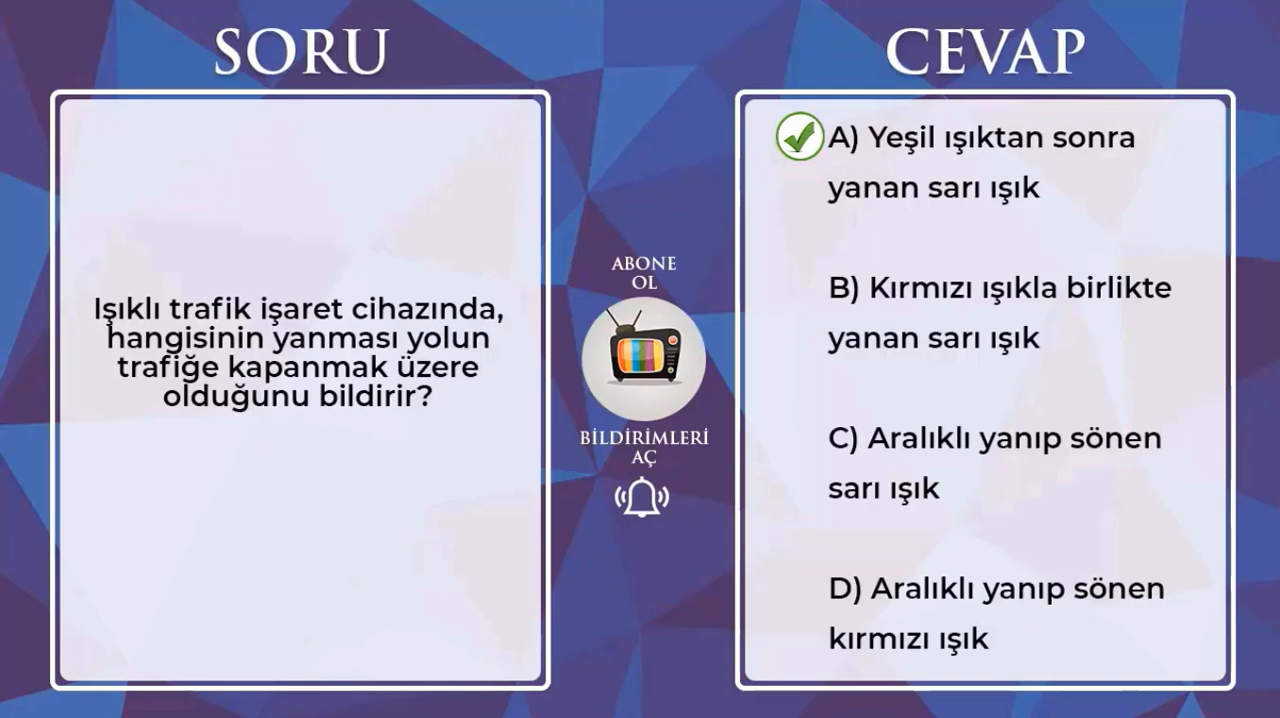 SORU
Işıklı trafik işaret cihazında,
hangisinin yanması yolun
trafiğe kapanmak üzere
olduğunu bildirir?
ABONE
OL
BİLDİRİMLERİ
AÇ
CEVAP
A) Yeşil ışıktan sonra
yanan sarı ışık
B) Kırmızı ışıkla birlikte
yanan sarı ışık
C) Aralıklı yanıp sönen
sarı ışık
D) Aralıklı yanıp sönen
kırmızı ışık